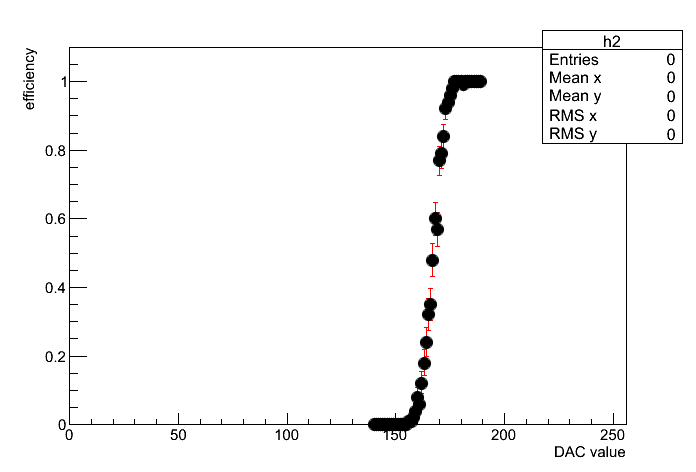 h2
Entries 0
Mean x 0
Mean y 0
RMS x 0
RMS y 0
efficiency
1
0.8
0.6
0.4
0.2
0
0 50 100 150 200 250
DAC value